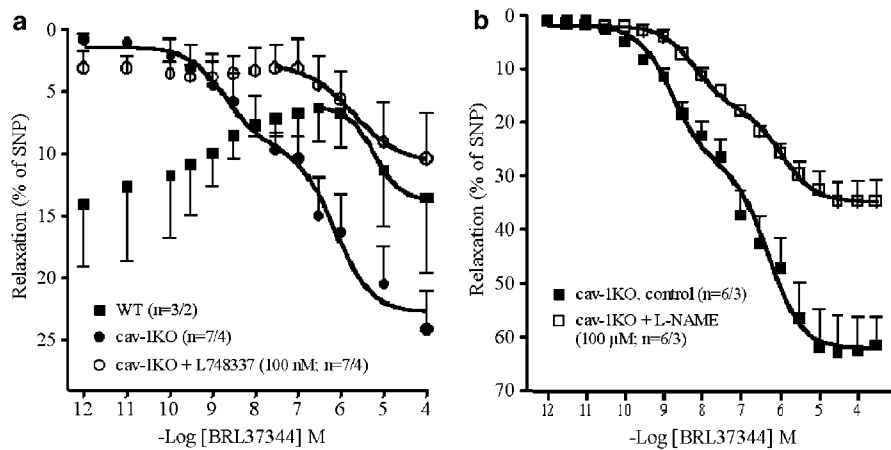 a
Relaxation (% of SNP)
0
5
10
15
20
25
WT (n=3/2)
cav-1KO (n=7/4)
cav-1KO + L748337 (100 nM; n=7/4)
12 11 10 9 8 7 6 5 4
-Log [BRL37344] M
b
Relaxation (% of SNP)
0
10
20
30
40
50
60
70
cav-1KO, control (n=6/3)
cav-1KO + L-NAME
(100 µM; n=6/3)
12 11 10 9 8 7 6 5 4
-Log [BRL37344] M